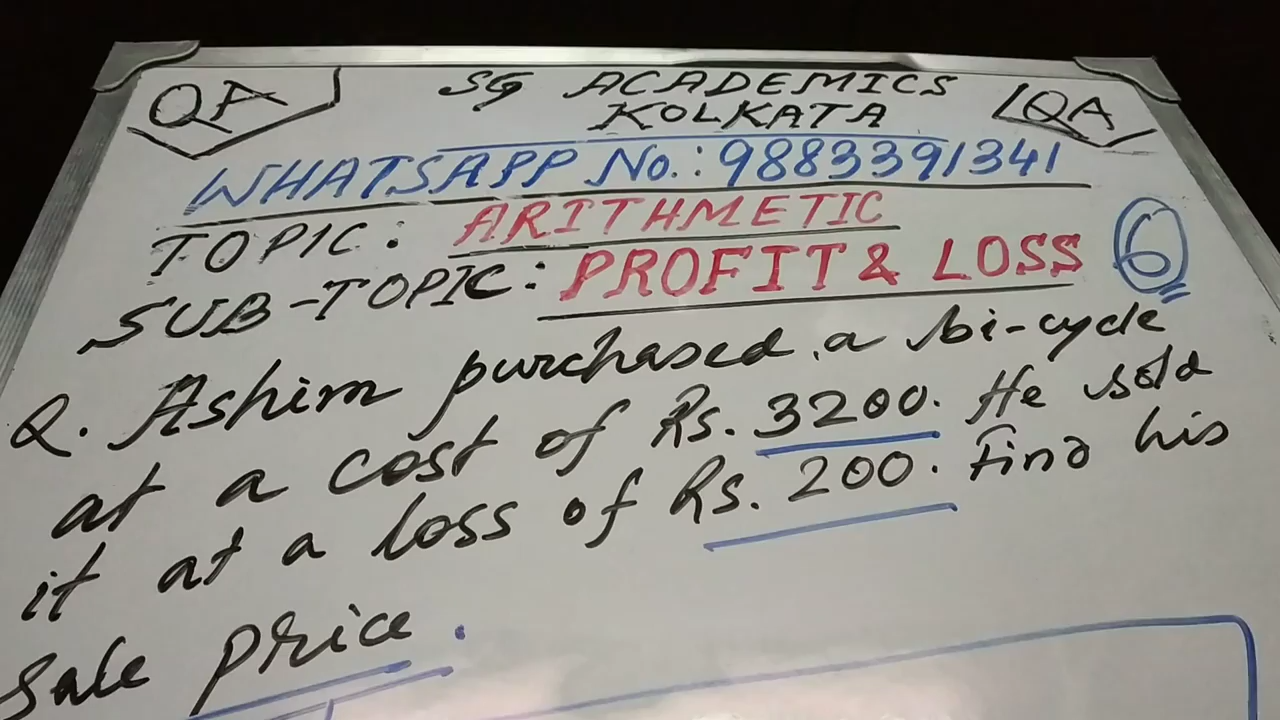 QA SG ACADEMICS QA
KOLKATA
WHATSAPP No.: 9883391341
TOPIC: ARITHMETIC
SUB-TOPIC: PROFIT & LOSS 6
Q. Ashim purchased a bi-cycle
at a cost of Rs. 3200. He sold
it at a loss of Rs. 200. Find his
Sale price.